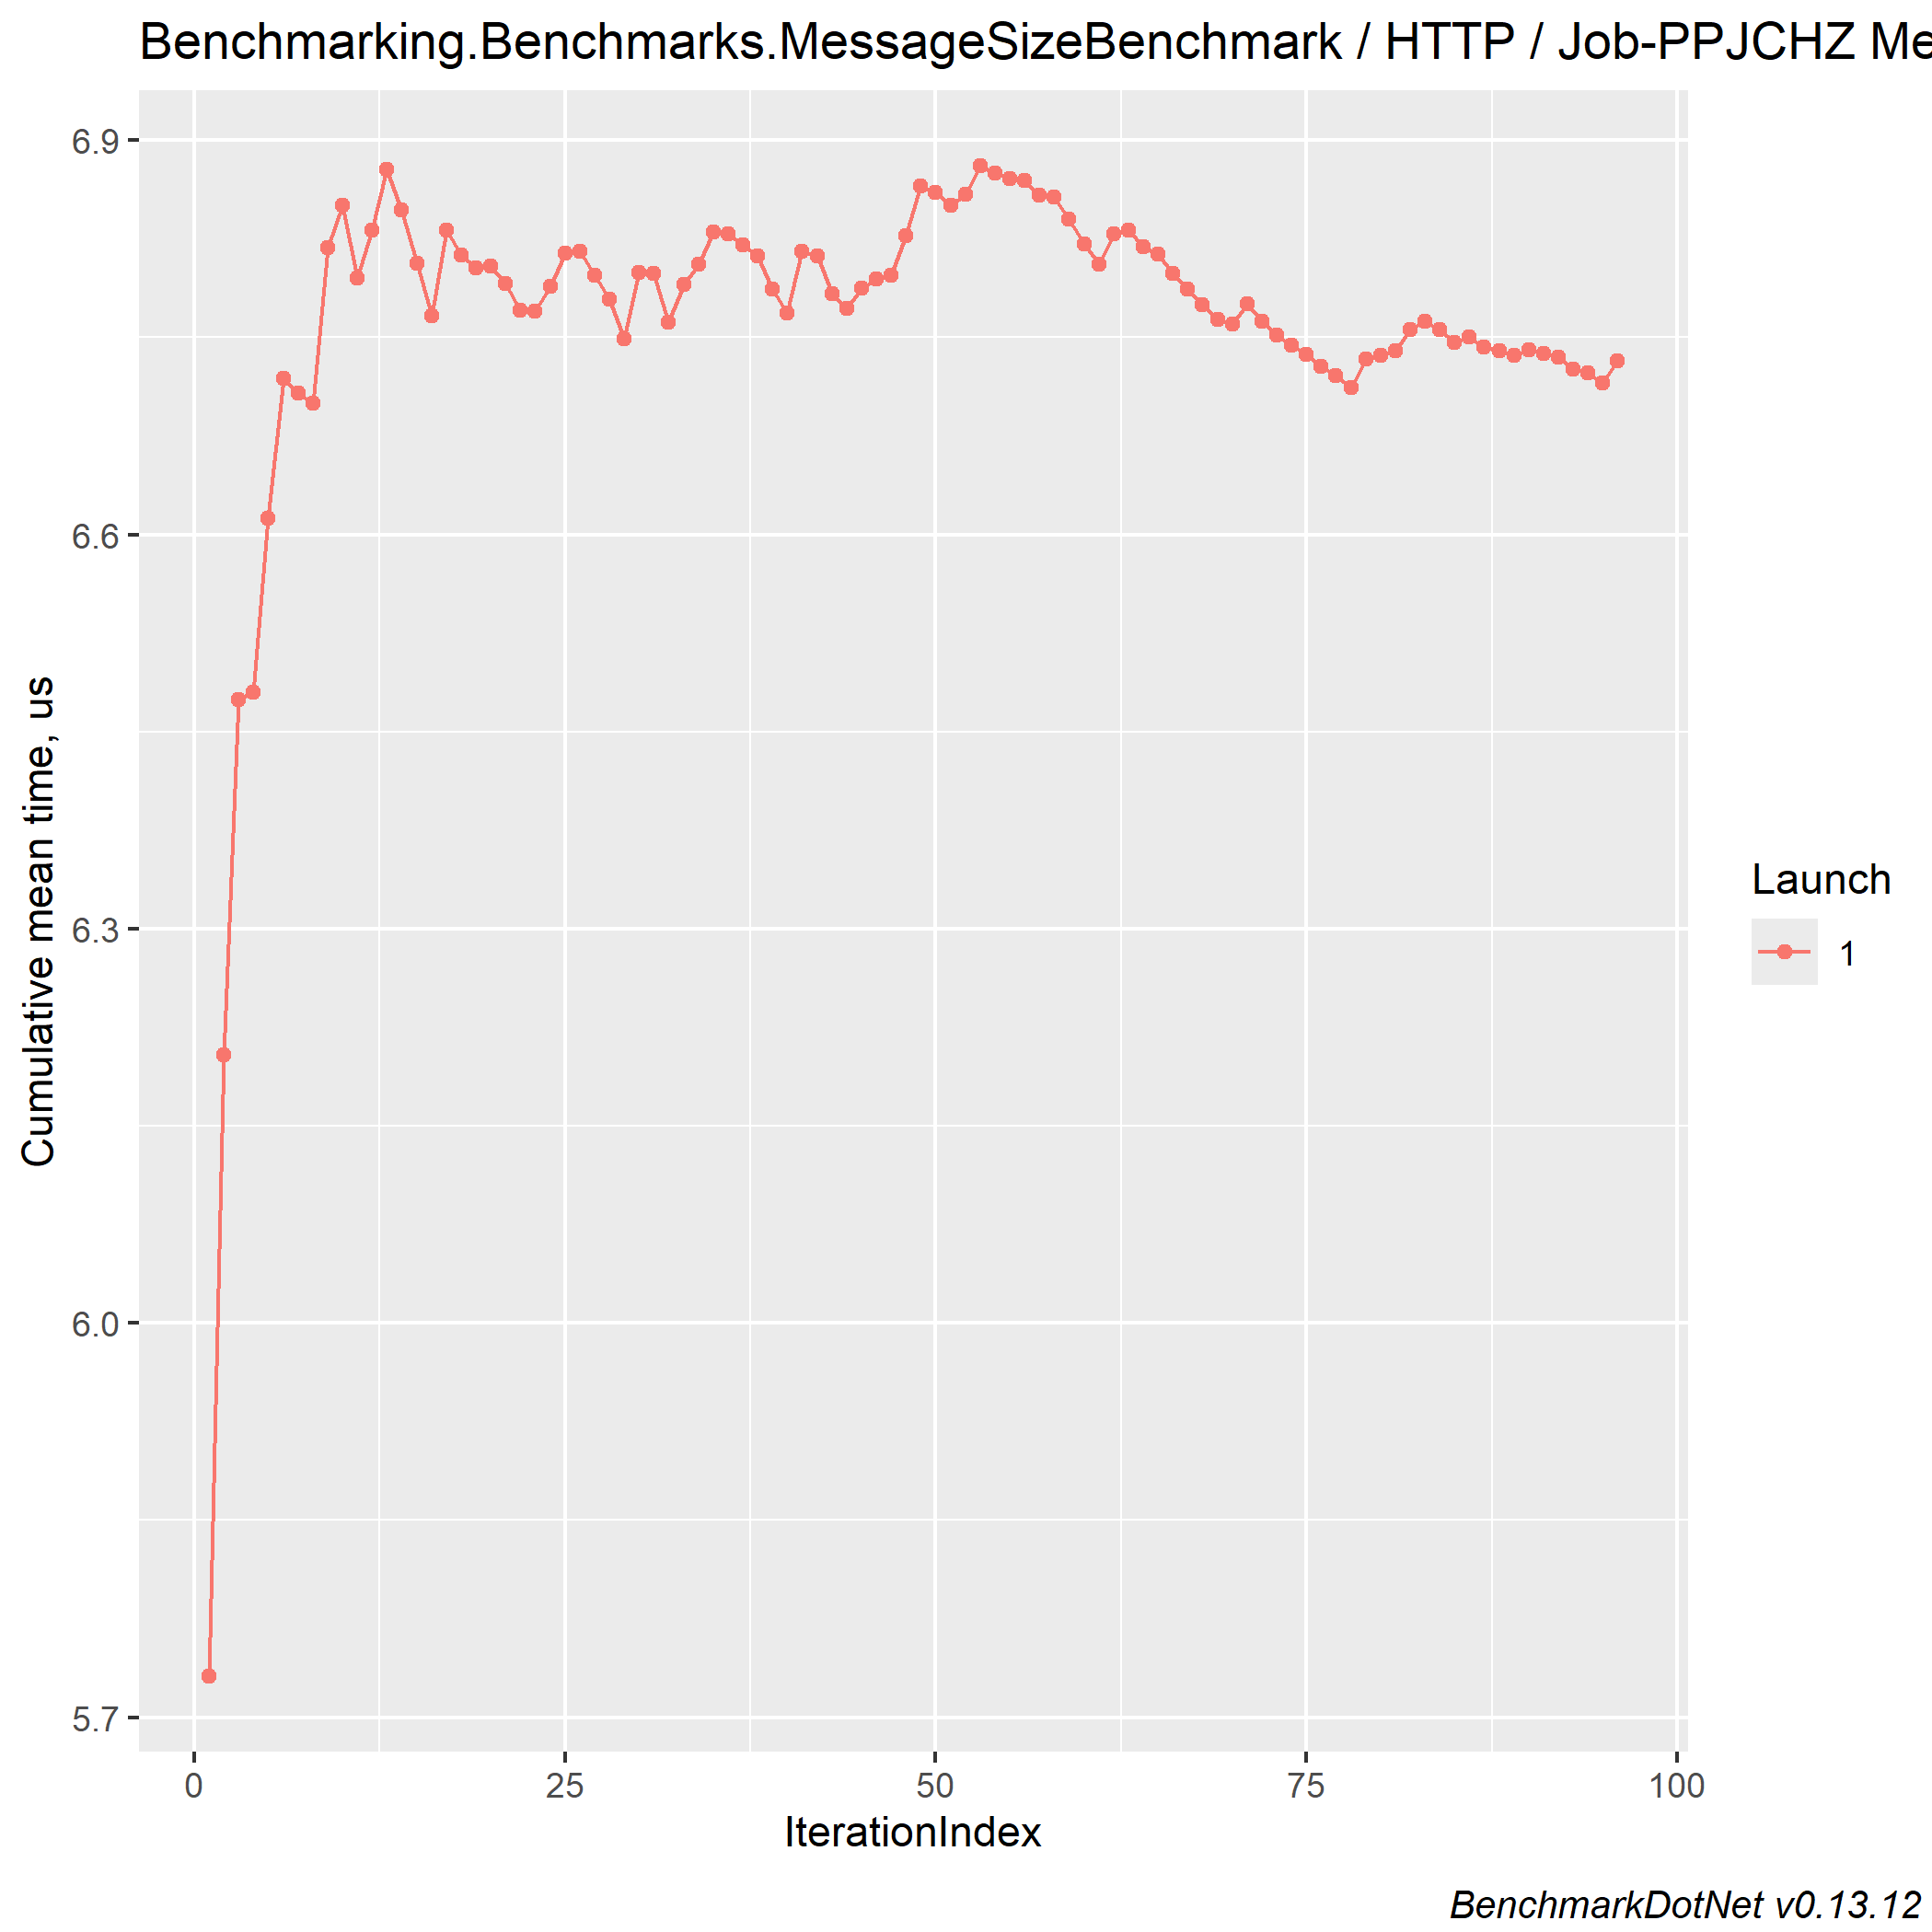 Benchmarking.Benchmarks.MessageSizeBenchmark / HTTP / Job-PPJCHZ Me
6.9
6.6
6.3
6.0
5.7
Cumulative mean time, us
0 25 50 75 100
IterationIndex
Launch
1
BenchmarkDotNet v0.13.12